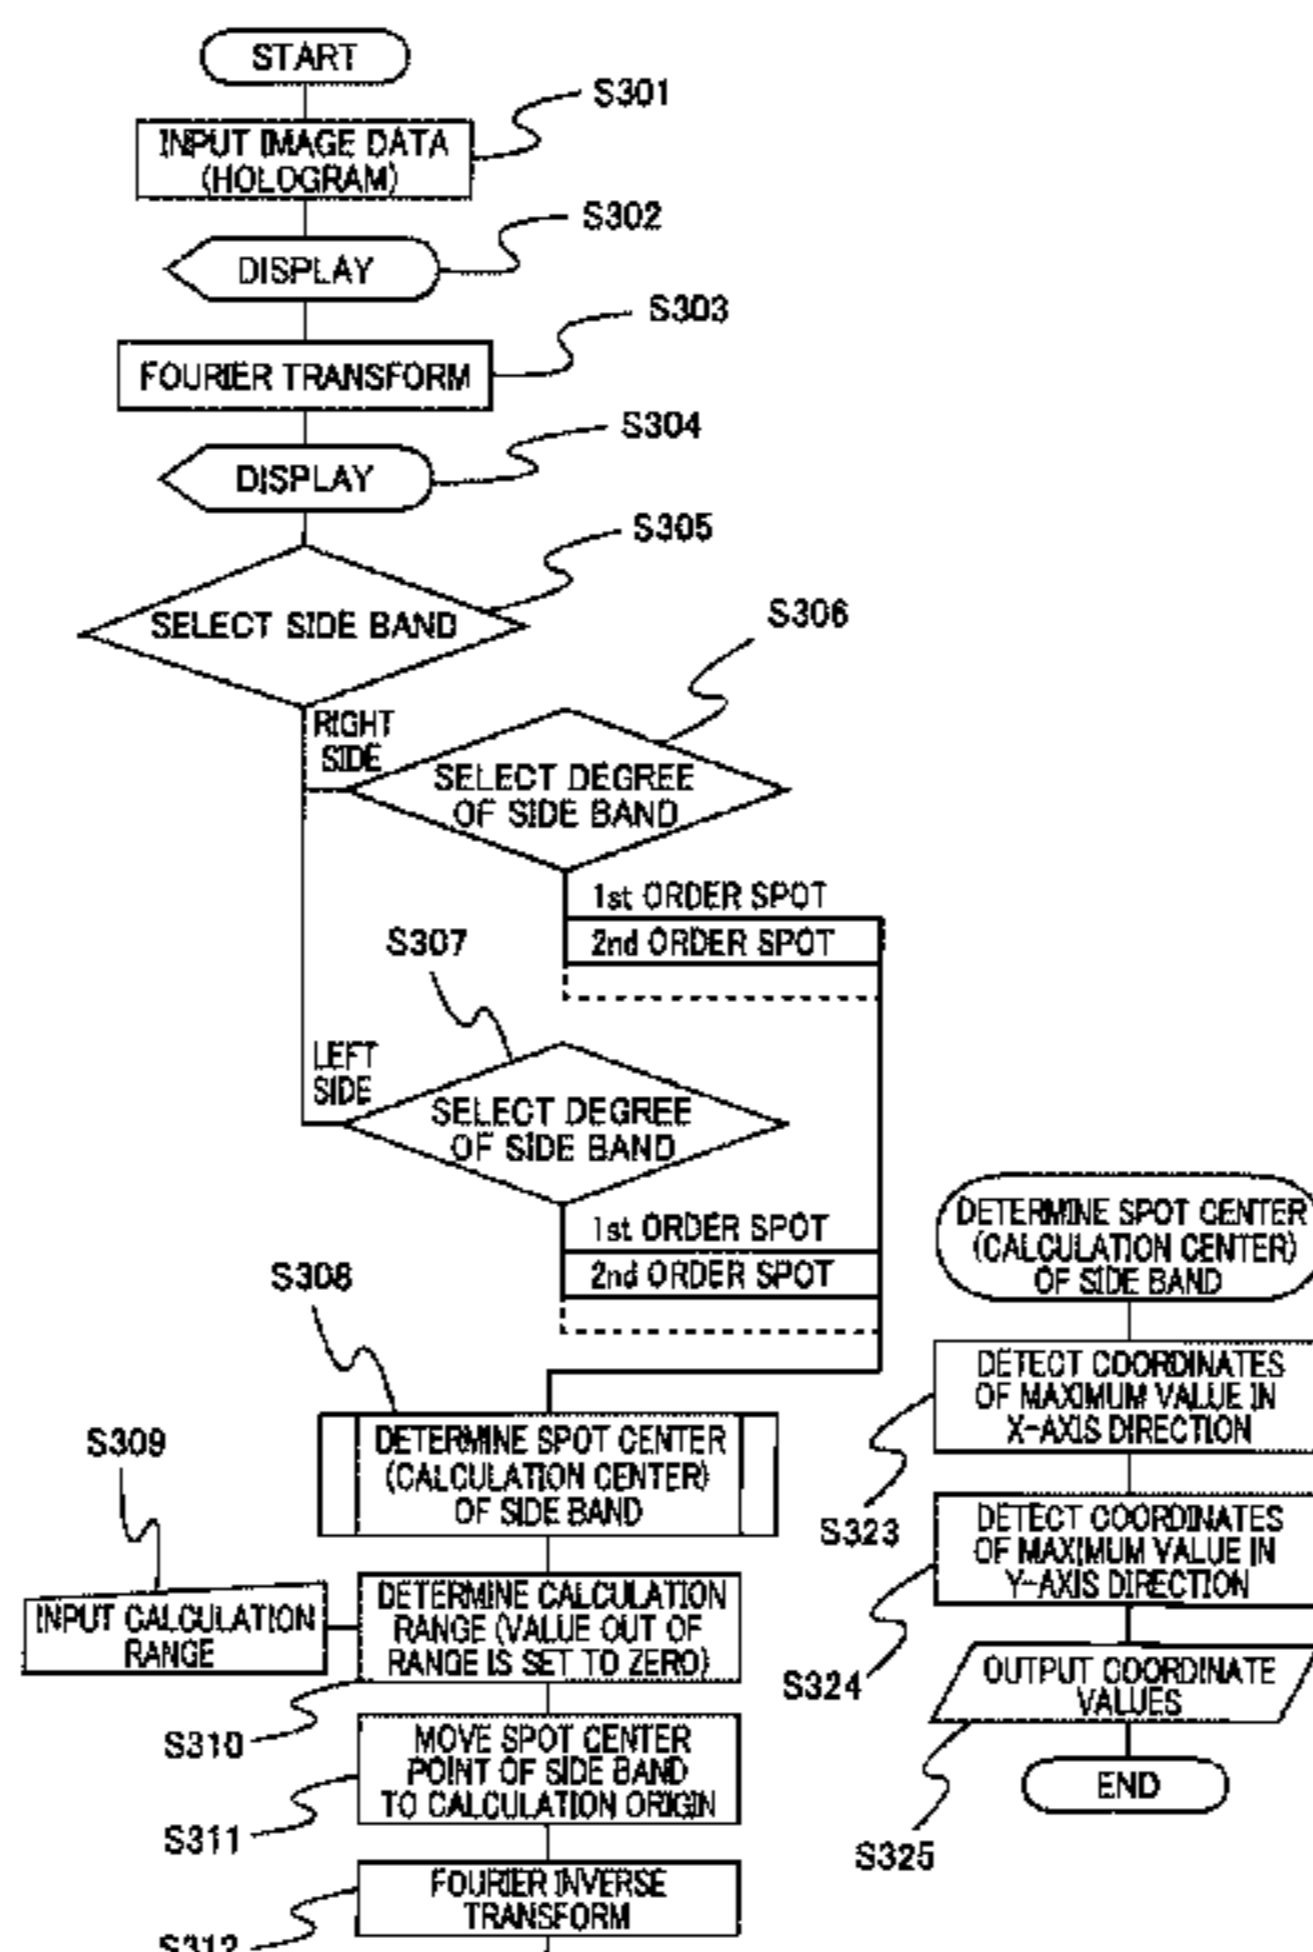 START
S301
INPUT IMAGE DATA
(HOLOGRAM)
S302
DISPLAY
S303
FOURIER TRANSFORM
S304
DISPLAY
S305
SELECT SIDE BAND
S306
RIGHT
SIDE
SELECT DEGREE
OF SIDE BAND
1st ORDER SPOT
2nd ORDER SPOT
S307
LEFT
SIDE
SELECT DEGREE
OF SIDE BAND
1st ORDER SPOT
2nd ORDER SPOT
S308
DETERMINE SPOT CENTER
(CALCULATION CENTER)
OF SIDE BAND
S309
INPUT CALCULATION
RANGE
DETERMINE CALCULATION
RANGE (VALUE OUT OF
RANGE IS SET TO ZERO)
S310
MOVE SPOT CENTER
POINT OF SIDE BAND
TO CALCULATION ORIGIN
S311
FOURIER INVERSE
TRANSFORM
S312
DETERMINE SPOT CENTER
(CALCULATION CENTER)
OF SIDE BAND
DETECT COORDINATES
OF MAXIMUM VALUE IN
X-AXIS DIRECTION
S323
DETECT COORDINATES
OF MAXIMUM VALUE IN
Y-AXIS DIRECTION
S324
OUTPUT COORDINATE
VALUES
S325
END